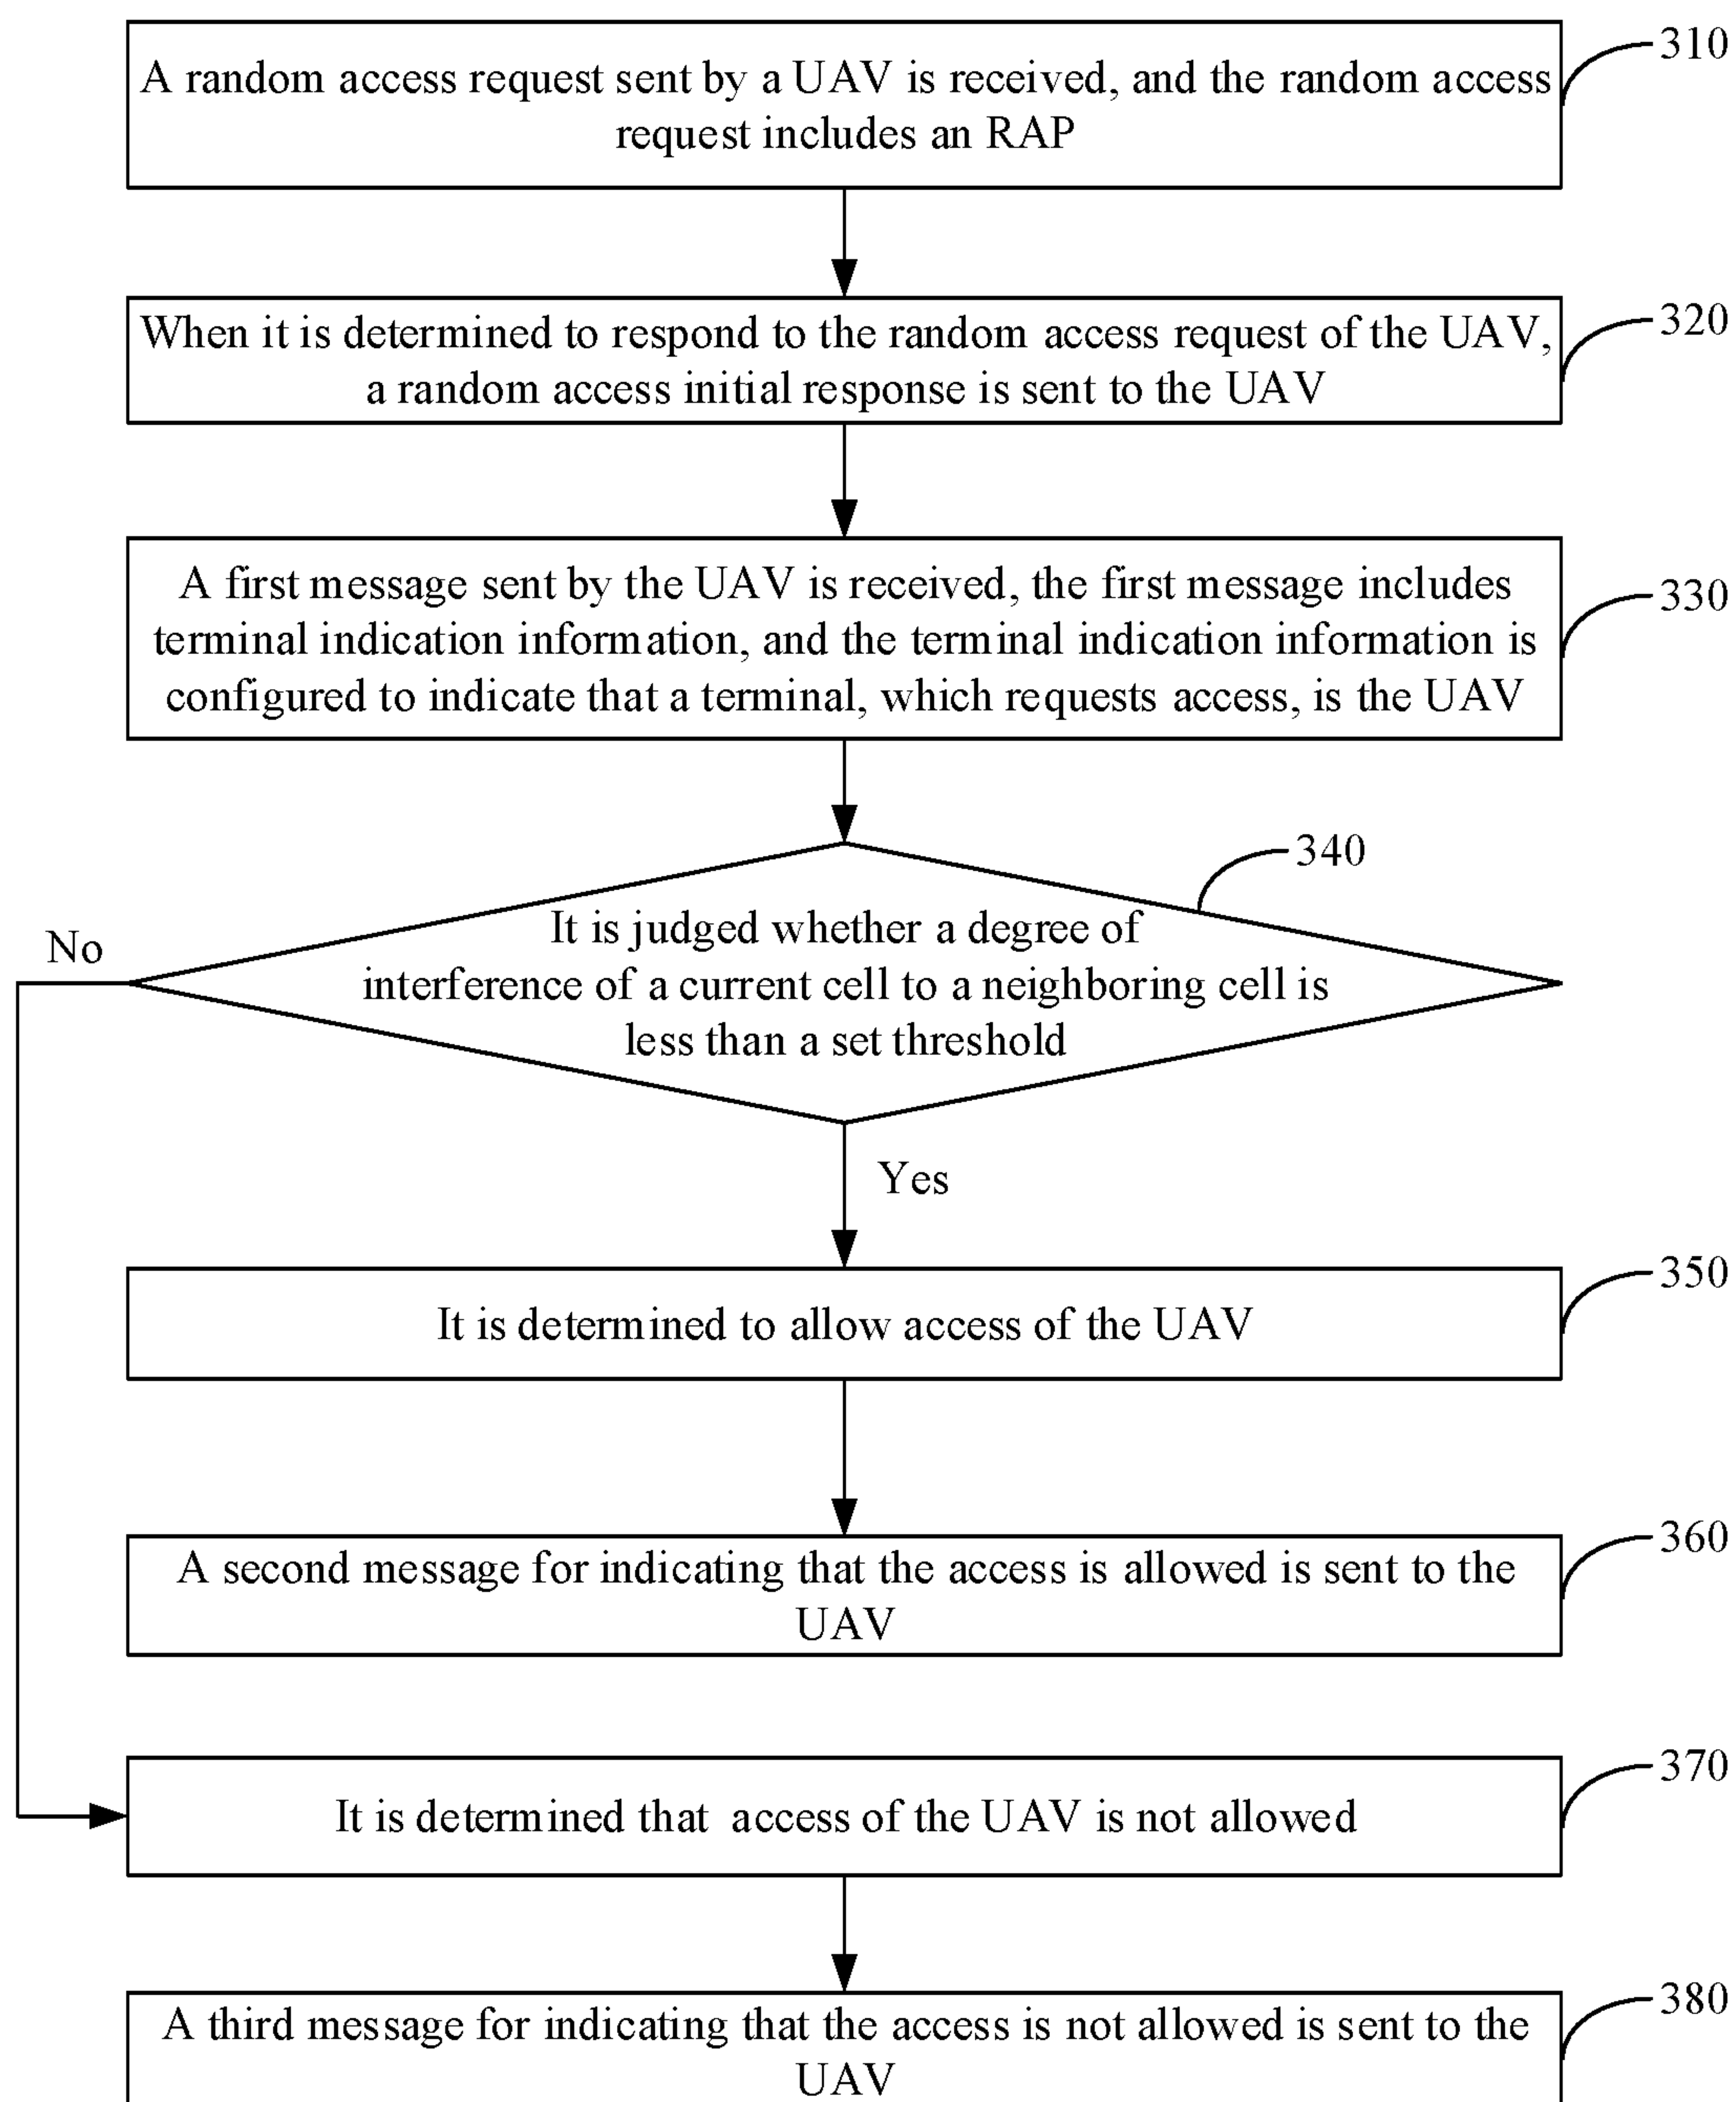 310
A random access request sent by a UAV is received, and the random access
request includes an RAP
320
When it is determined to respond to the random access request of the UAV,
a random access initial response is sent to the UAV
330
A first message sent by the UAV is received, the first message includes
terminal indication information, and the terminal indication information is
configured to indicate that a terminal, which requests access, is the UAV
340
It is judged whether a degree of
interference of a current cell to a neighboring cell is
less than a set threshold
No
Yes
350
It is determined to allow access of the UAV
360
A second message for indicating that the access is allowed is sent to the
UAV
370
It is determined that access of the UAV is not allowed
380
A third message for indicating that the access is not allowed is sent to the
UAV